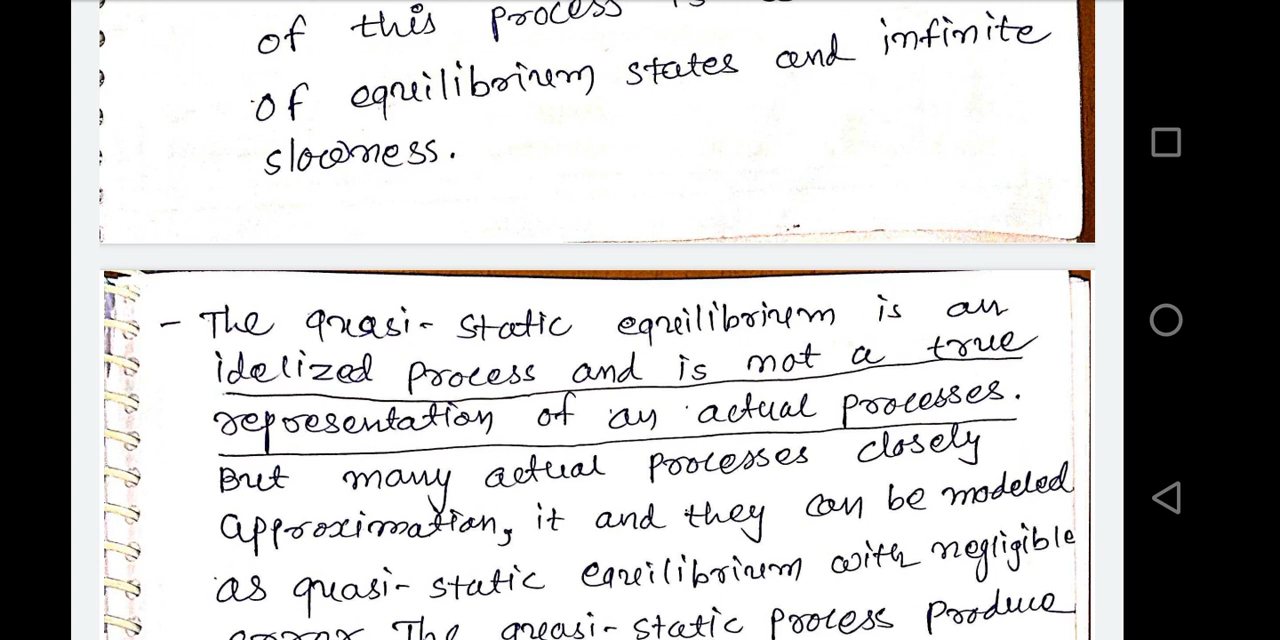 of this process
of equilibrium states and infinite
slowness.
- The quasi-static equilibrium is an
idelized process and is not a true
representation of an actual processes.
But many actual processes closely
approximation, it and they can be modeled
as quasi-static equilibrium with negligible
The quasi-static process produce